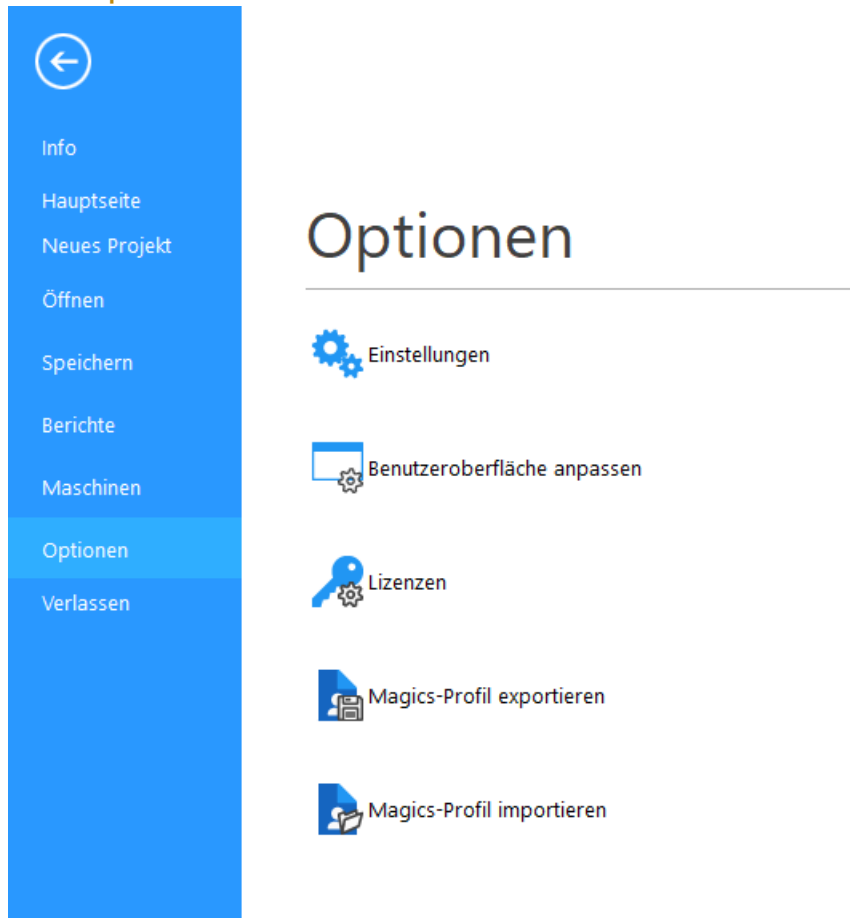 Info
Hauptseite
Neues Projekt
Öffnen
Speichern
Berichte
Maschinen
Optionen
Verlassen
Optionen
Einstellungen
Benutzeroberfläche anpassen
Lizenzen
Magics-Profil exportieren
Magics-Profil importieren